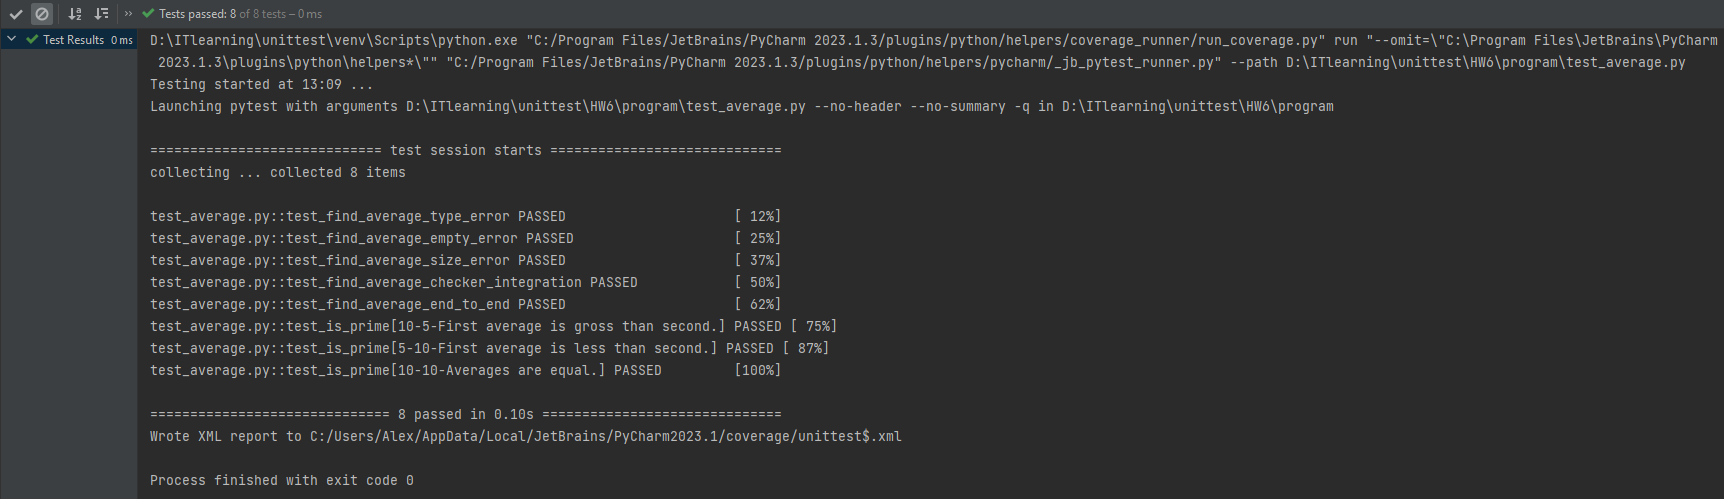 Tests passed: 8 of 8 tests – 0 ms
Test Results 0 ms
D:\ITlearning\unittest\venv\Scripts\python.exe "C:/Program Files/JetBrains/PyCharm 2023.1.3/plugins/python/helpers/coverage_runner/run_coverage.py" run "--omit=\"C:\Program Files\JetBrains\PyCharm
2023.1.3\plugins\python\helpers*\"" "C:/Program Files/JetBrains/PyCharm 2023.1.3/plugins/python/helpers/pycharm/_jb_pytest_runner.py" --path D:\ITlearning\unittest\HW6\program\test_average.py
Testing started at 13:09 ...
Launching pytest with arguments D:\ITlearning\unittest\HW6\program\test_average.py --no-header --no-summary -q in D:\ITlearning\unittest\HW6\program
============================= test session starts =============================
collecting ... collected 8 items
test_average.py::test_find_average_type_error PASSED                     [ 12%]
test_average.py::test_find_average_empty_error PASSED                    [ 25%]
test_average.py::test_find_average_size_error PASSED                     [ 37%]
test_average.py::test_find_average_checker_integration PASSED            [ 50%]
test_average.py::test_find_average_end_to_end PASSED                     [ 62%]
test_average.py::test_is_prime[10-5-First average is gross than second.] PASSED [ 75%]
test_average.py::test_is_prime[5-10-First average is less than second.] PASSED [ 87%]
test_average.py::test_is_prime[10-10-Averages are equal.] PASSED         [100%]
============================== 8 passed in 0.10s ==============================
Wrote XML report to C:/Users/Alex/AppData/Local/JetBrains/PyCharm2023.1/coverage/unittest$.xml
Process finished with exit code 0